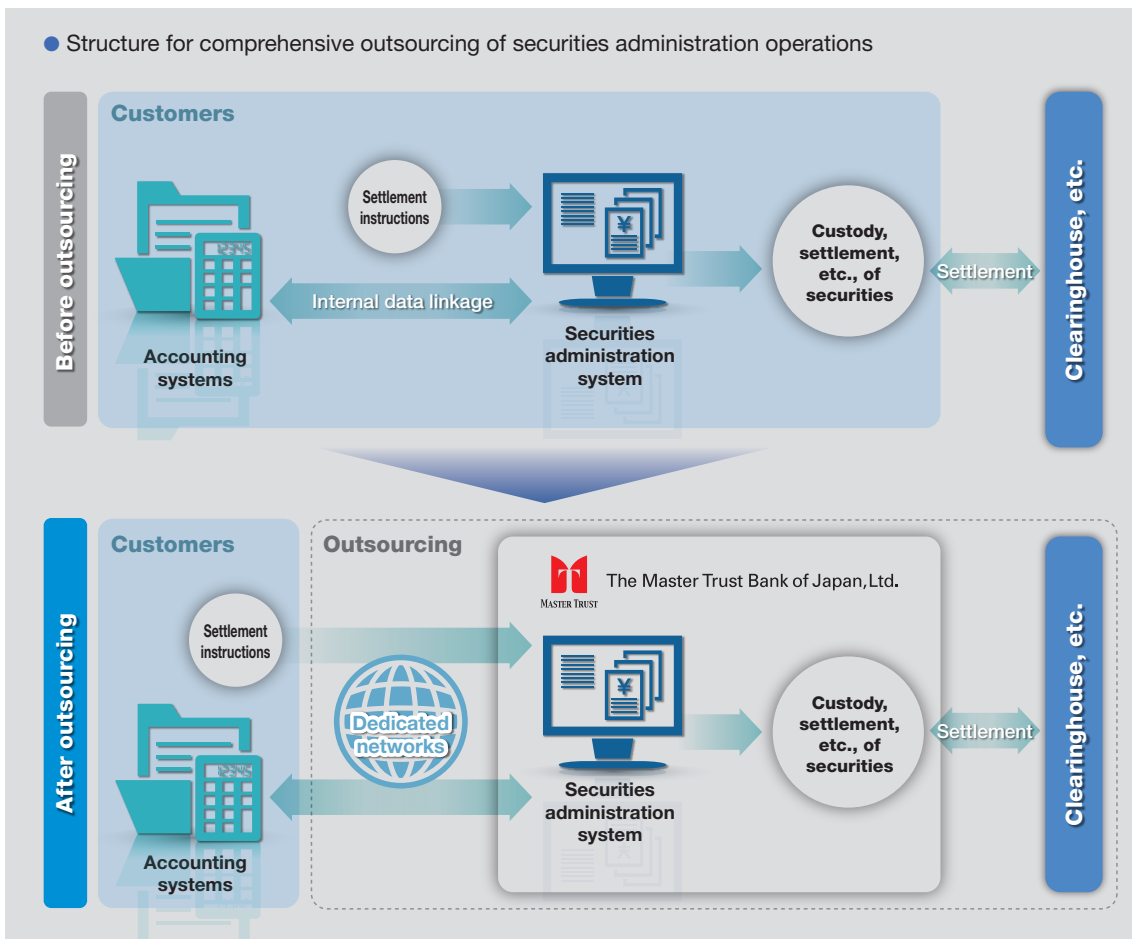 Structure for comprehensive outsourcing of securities administration operations
Before outsourcing
Customers
Settlement
instructions
¥
12345
Internal data linkage
Accounting
systems
Securities
administration
system
Custody,
settlement,
etc., of
securities
Settlement
Clearinghouse, etc.
After outsourcing
Customers
Outsourcing
MASTER TRUST
The Master Trust Bank of Japan,Ltd.
Settlement
instructions
Dedicated
networks
¥
12345
Accounting
systems
Securities
administration
system
Custody,
settlement,
etc., of
securities
Settlement
Clearinghouse, etc.